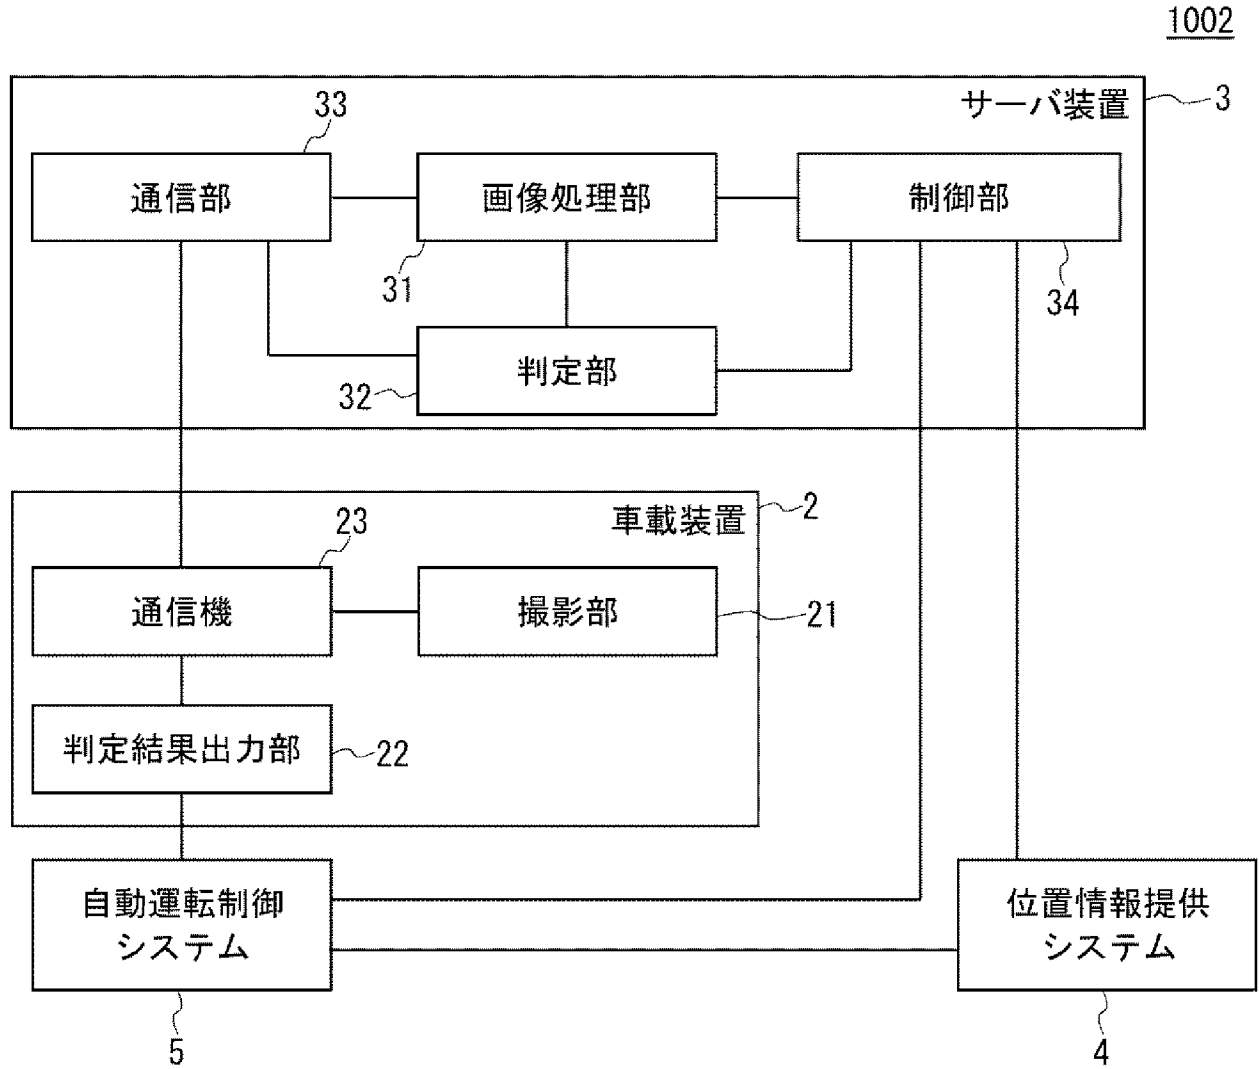 1002
サーバ装置
3
33
通信部
画像処理部
制御部
31
34
判定部
32
車載装置
2
23
通信機
撮影部
21
判定結果出力部
22
自動運転制御
システム
位置情報提供
システム
5
4